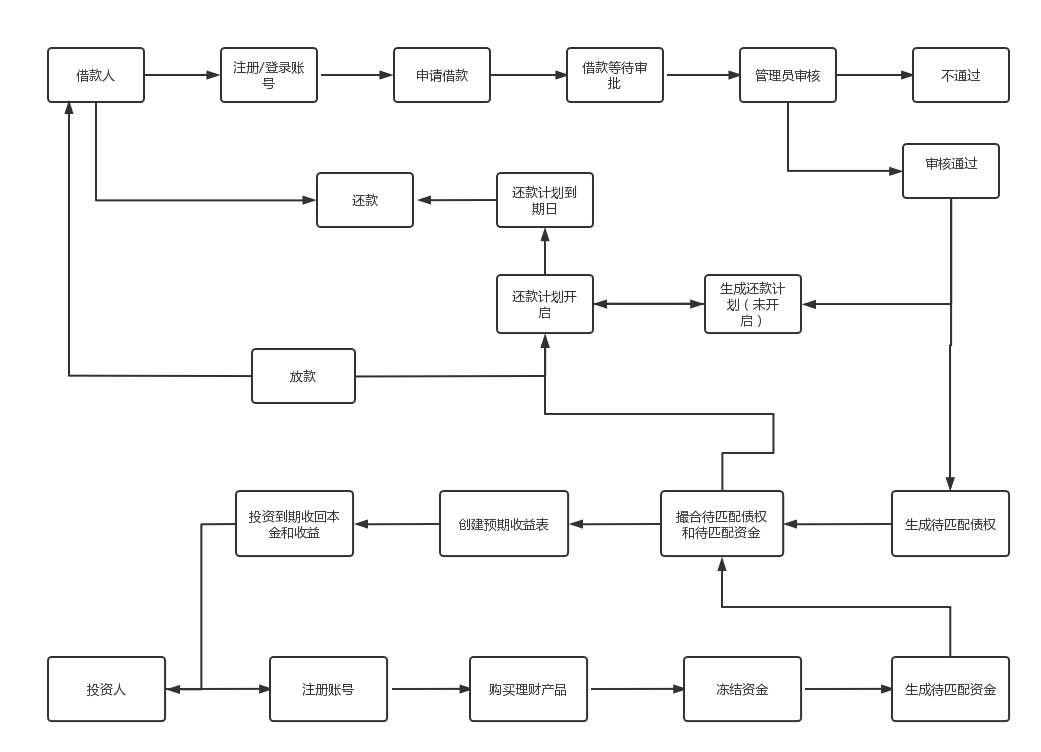 借款人
注册/登录账
号
申请借款
借款等待审
批
管理员审核
不通过
审核通过
还款
还款计划到
期日
还款计划开
启
生成还款计
划（未开
启）
放款
投资到期收回本
金和收益
创建预期收益表
撮合待匹配债权
和待匹配资金
生成待匹配债权
投资人
注册账号
购买理财产品
冻结资金
生成待匹配资金